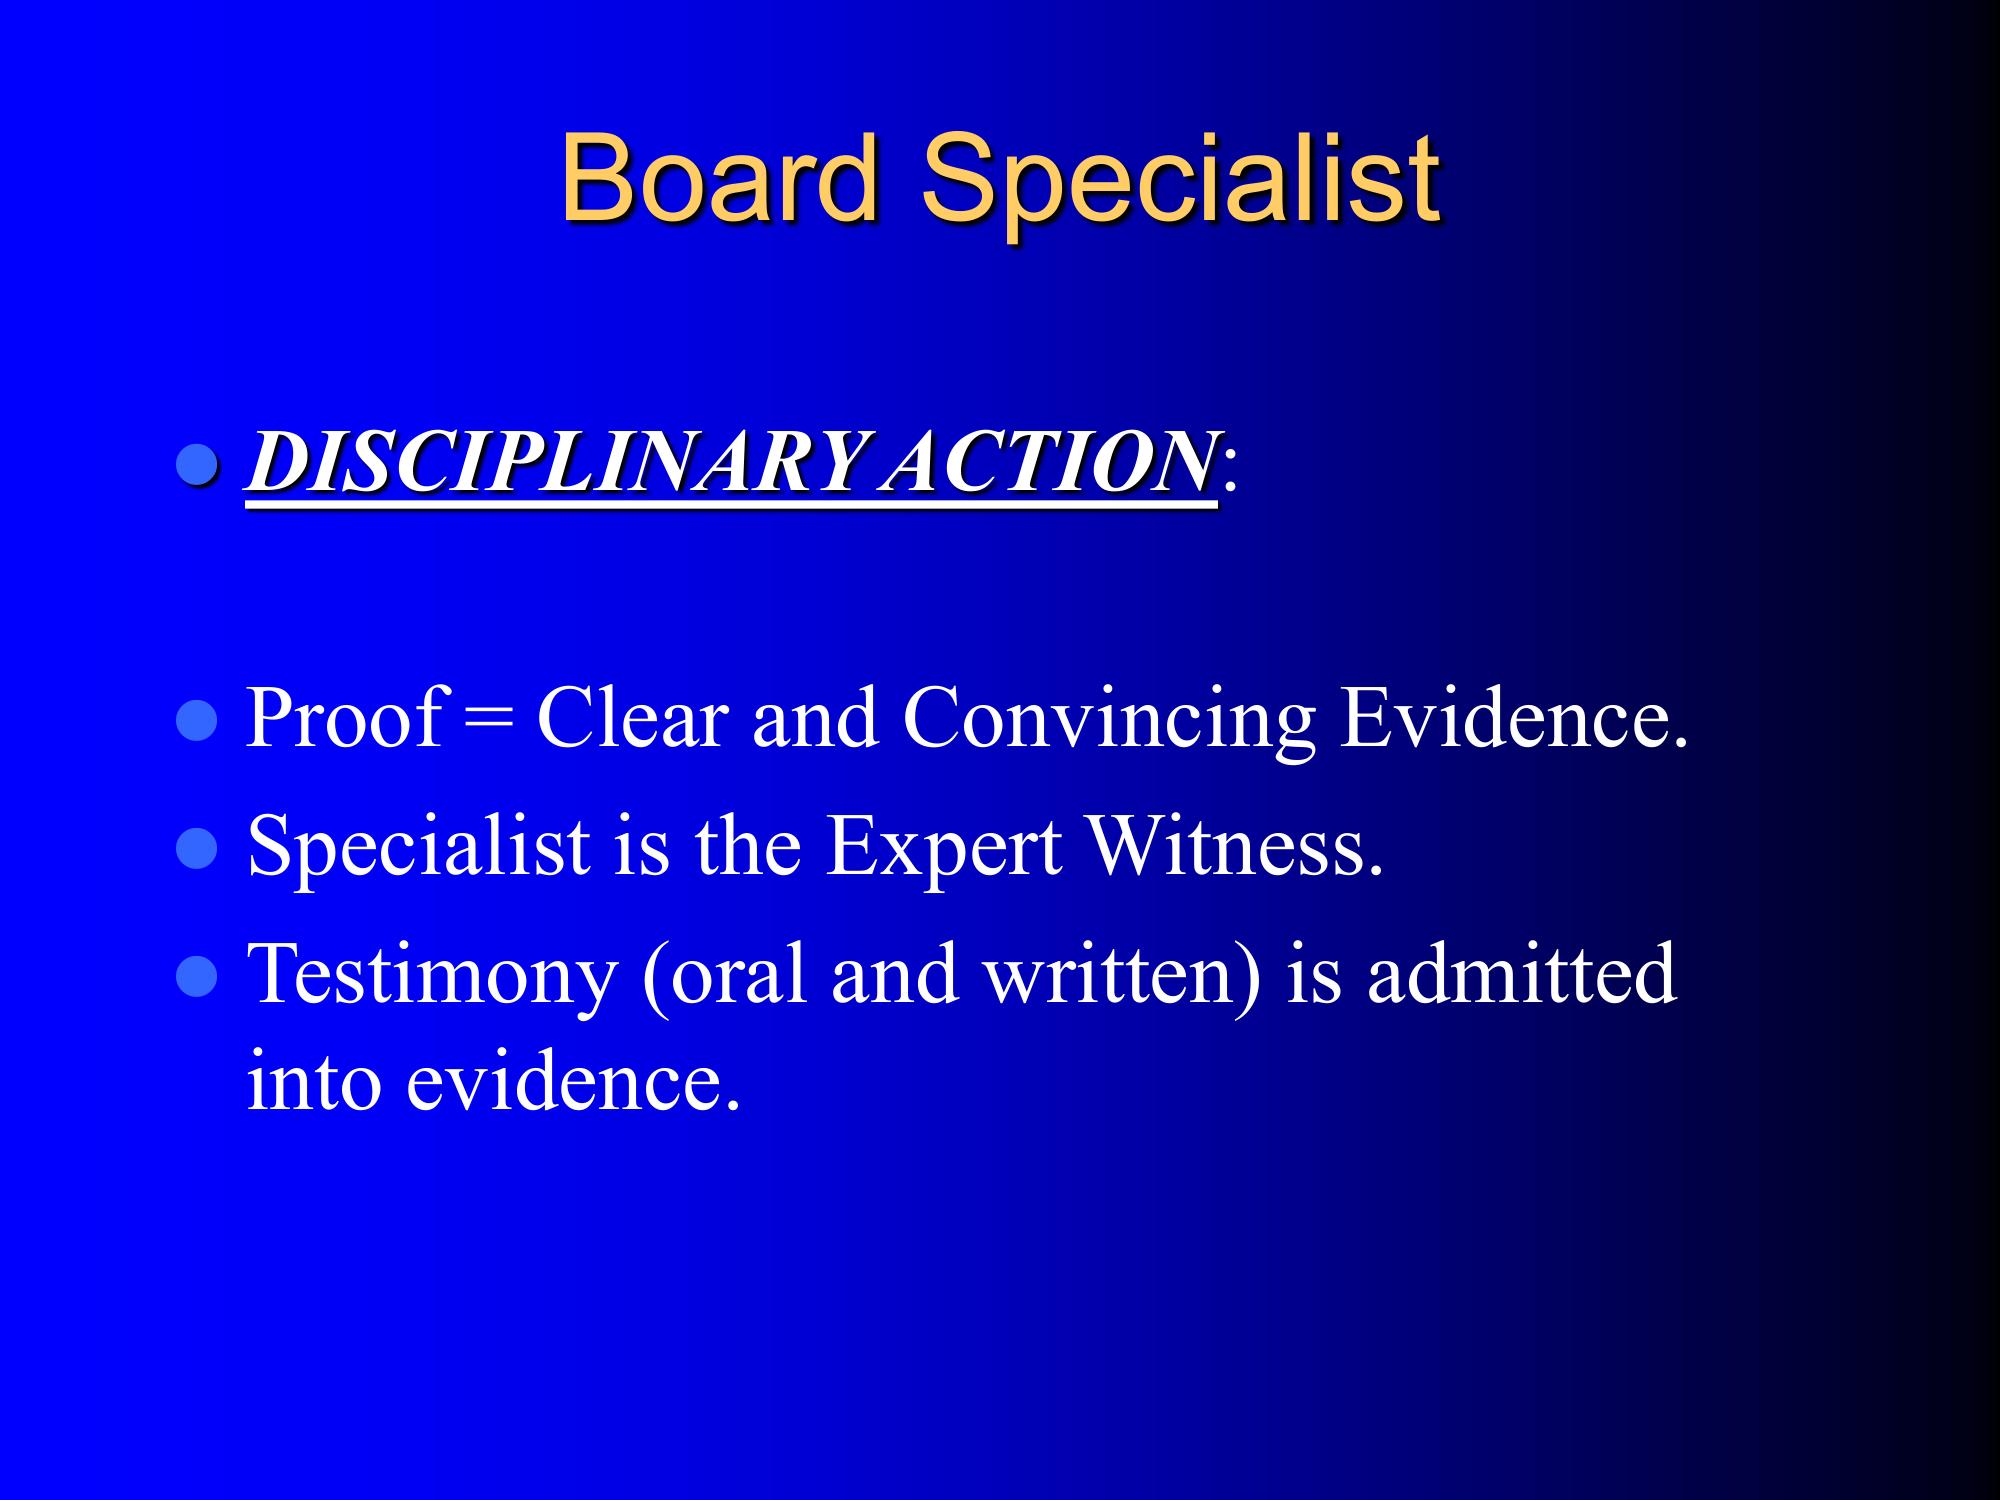 Board Specialist
DISCIPLINARY ACTION:
Proof = Clear and Convincing Evidence.
Specialist is the Expert Witness.
Testimony (oral and written) is admitted
into evidence.